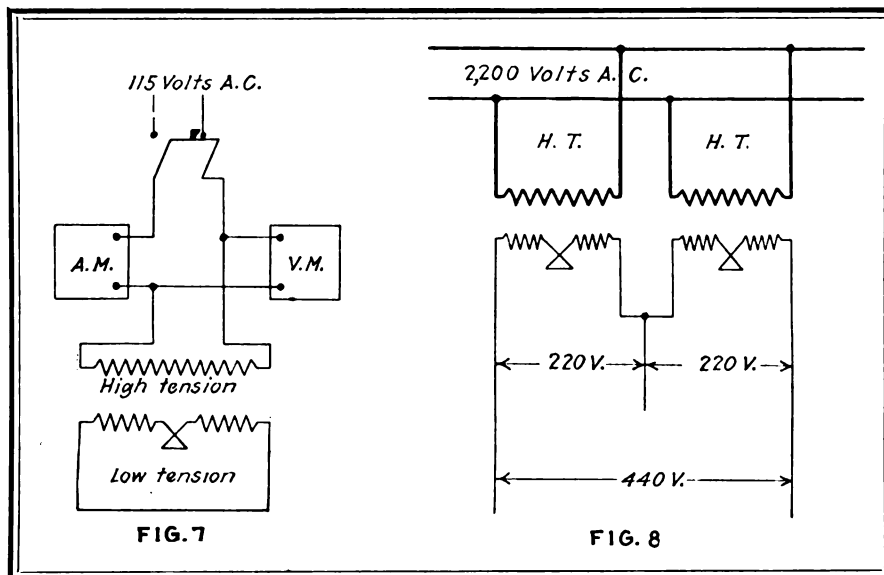 115 Volts A.C.
A.M.
V.M.
High tension
Low tension
FIG. 7
2,200 Volts A.C.
H. T.
H. T.
220 V.
220 V.
440 V.
FIG. 8